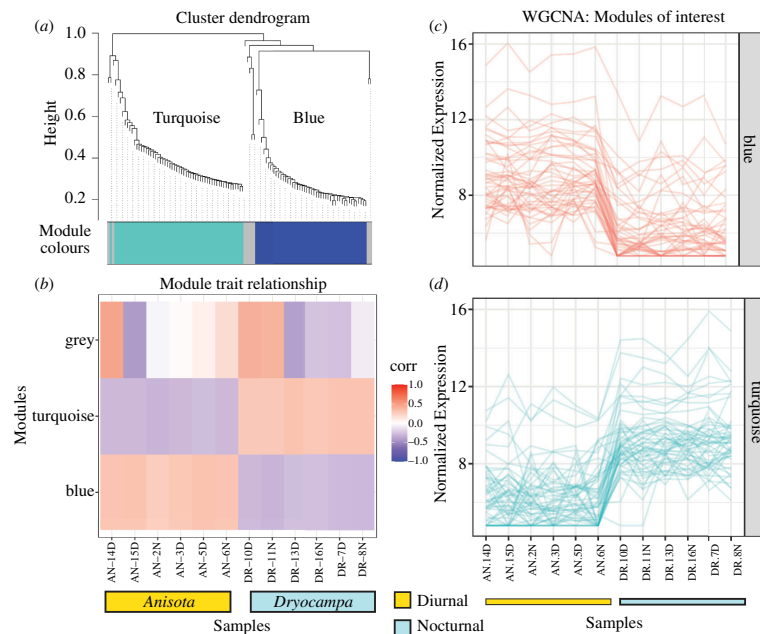 (a)
Cluster dendrogram
1.0
0.8
0.6
0.4
0.2
Height
Turquoise
Blue
Module
colours
(b)
Module trait relationship
Modules
grey
turquoise
blue
corr
1.0
0.5
0.0
−0.5
−1.0
AN−14D
AN−15D
AN−2N
AN−3D
AN−5D
AN−6N
DR−10D
DR−11N
DR−13D
DR−16N
DR−7D
DR−8N
Anisota
Dryocampa
Samples
(c)
WGCNA: Modules of interest
16
12
8
Normalized Expression
blue
(d)
16
12
8
Normalized Expression
turquoise
AN.14D
AN.15D
AN.2N
AN.3D
AN.5D
AN.6N
DR.10D
DR.11N
DR.13D
DR.16N
DR.7D
DR.8N
Diurnal
Nocturnal
Samples